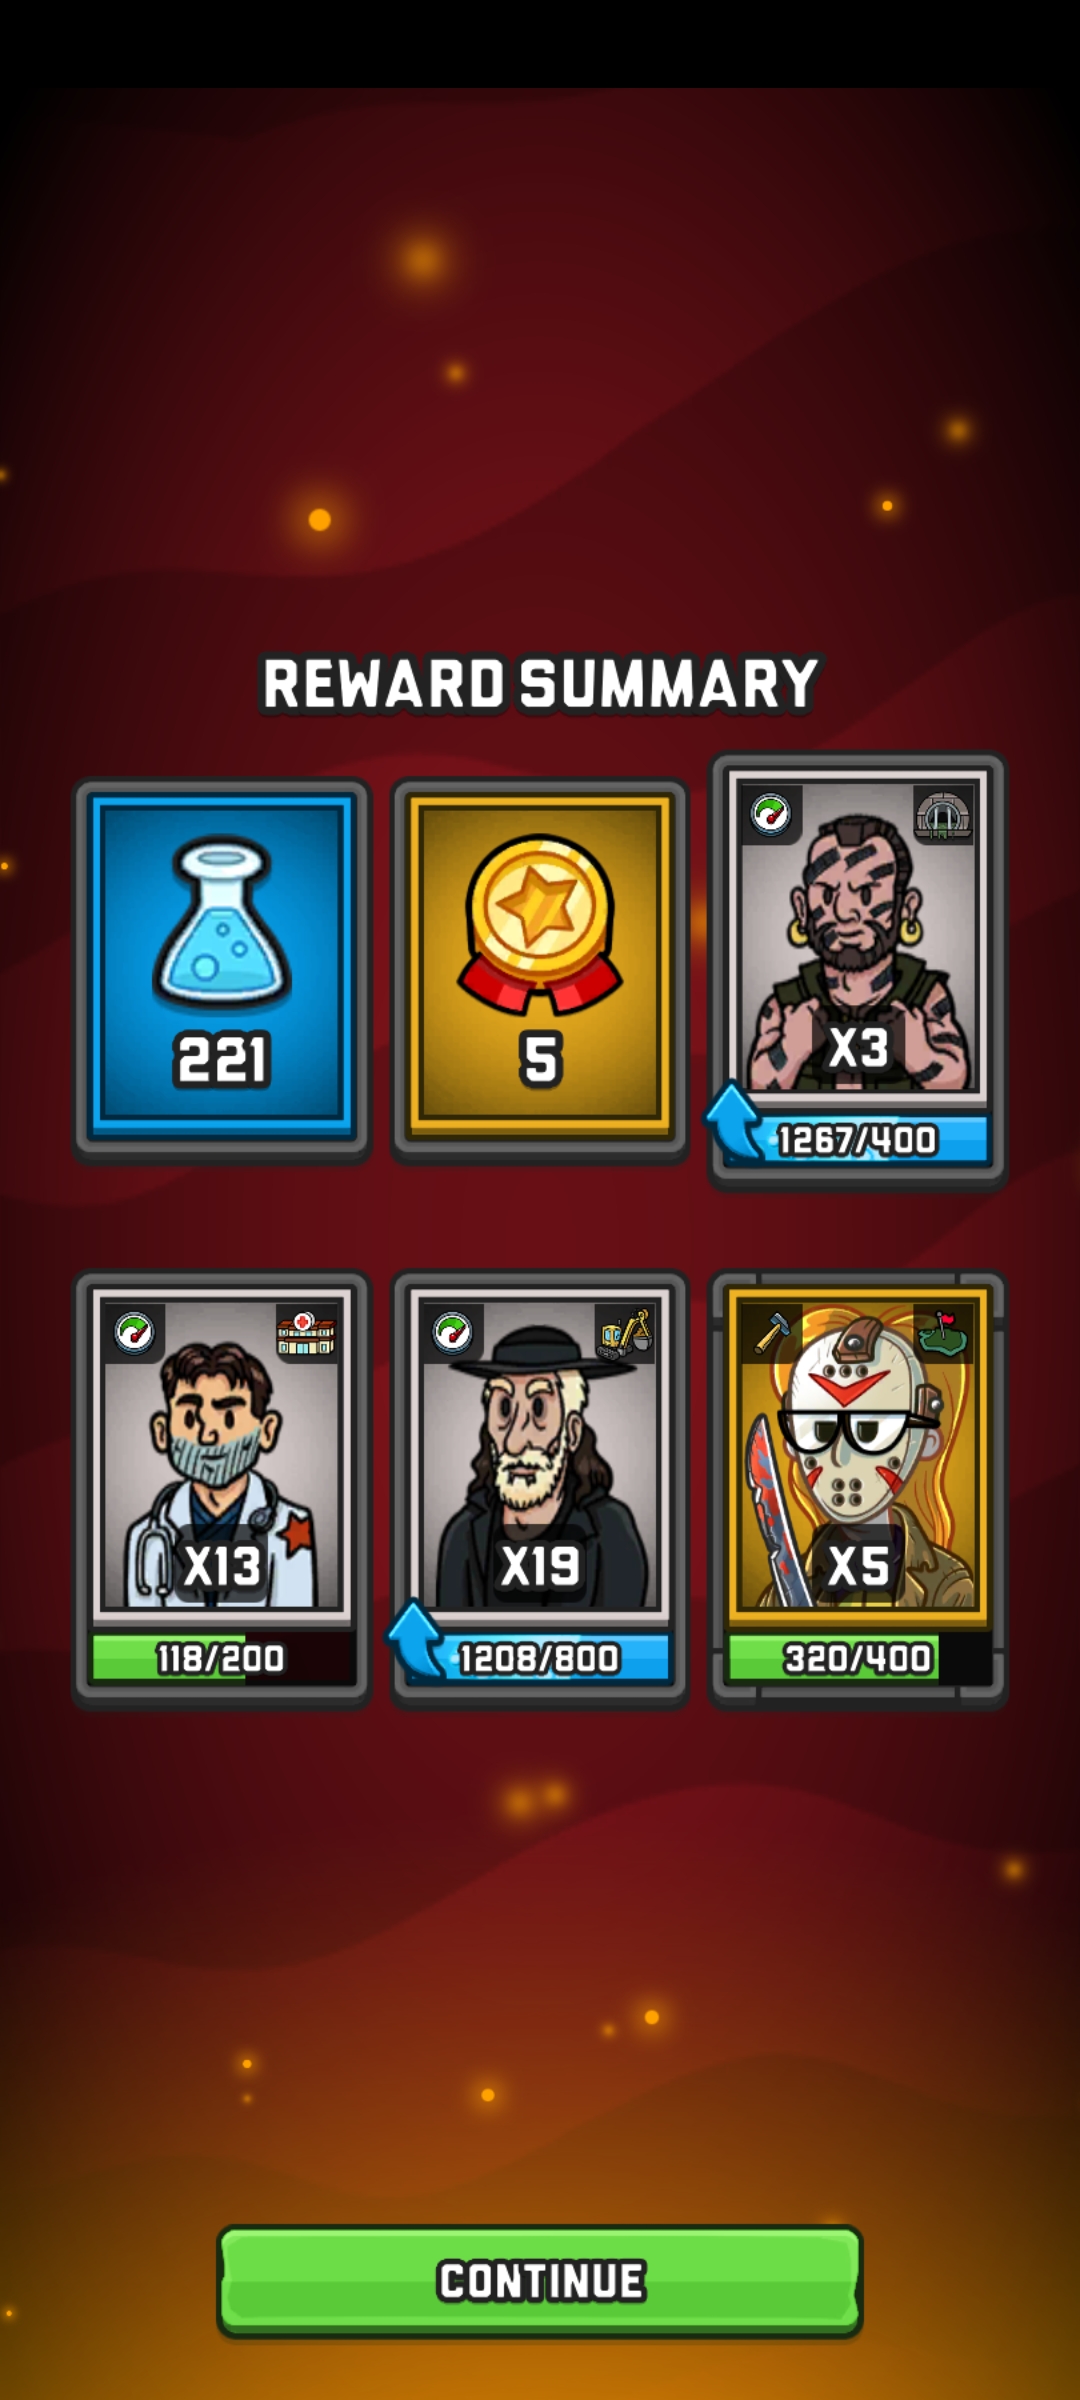 REWARD SUMMARY
221
5
X3
1267/400
X13
118/200
X19
1208/800
X5
320/400
CONTINUE